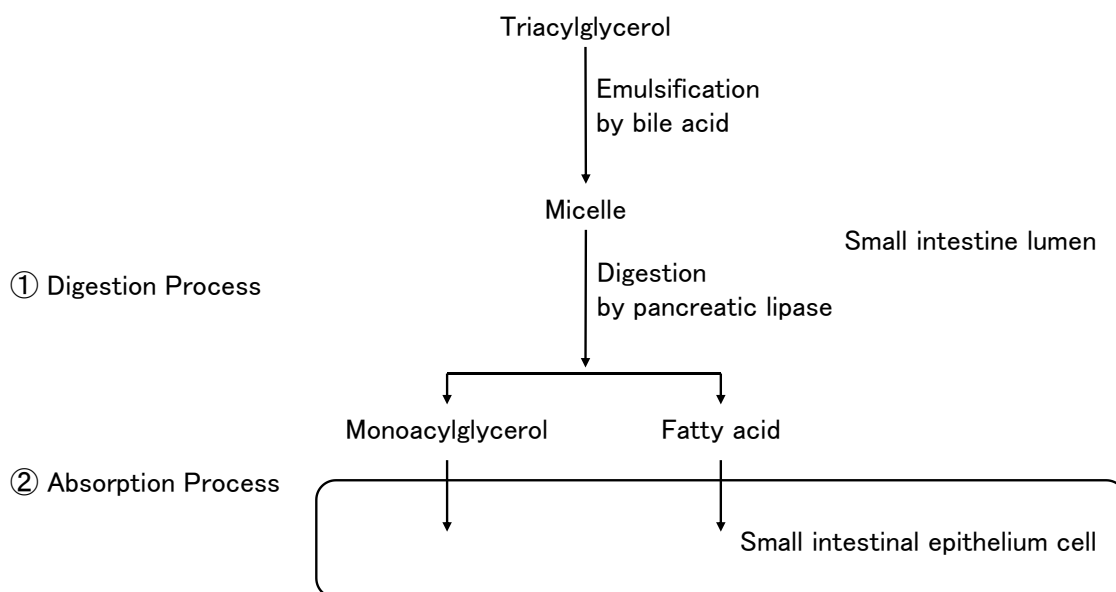 Triacylglycerol
Emulsification
by bile acid
Micelle
Small intestine lumen
① Digestion Process
Digestion
by pancreatic lipase
Monoacylglycerol
Fatty acid
② Absorption Process
Small intestinal epithelium cell